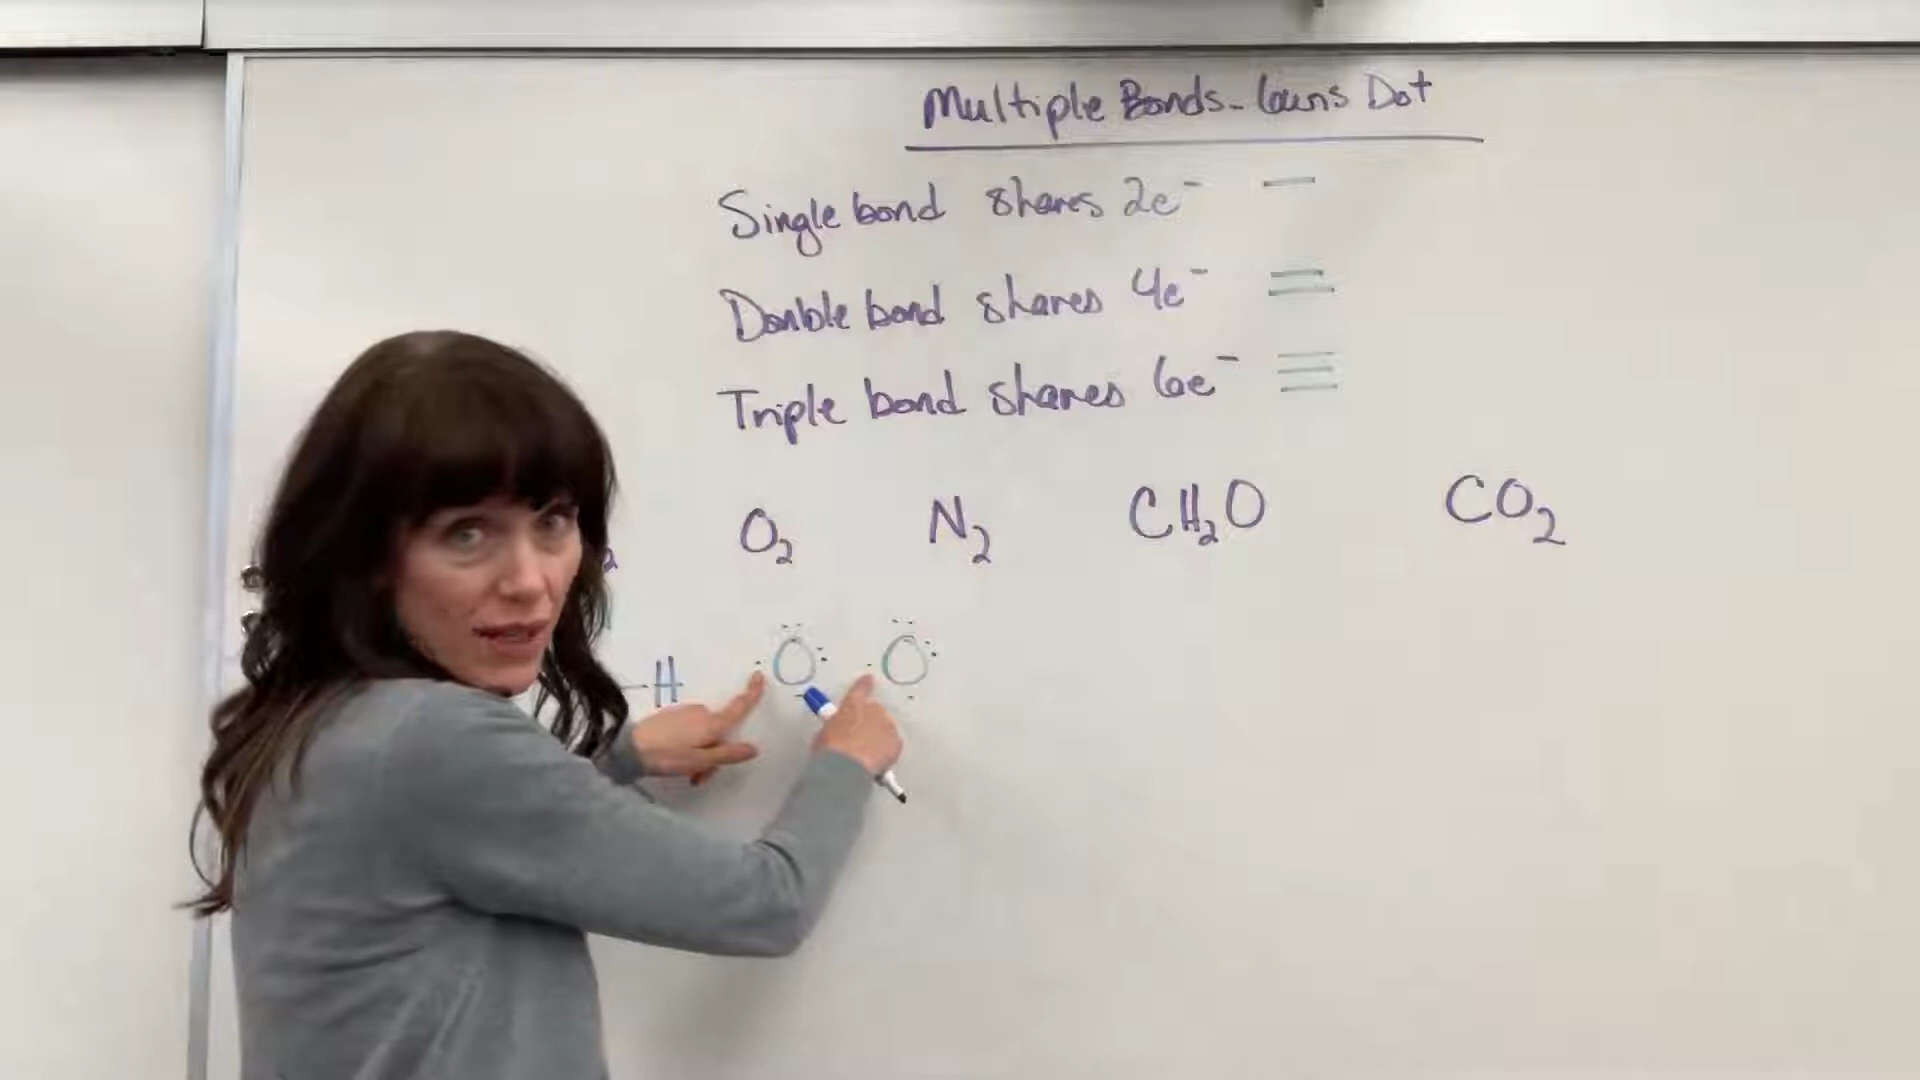 Multiple Bonds - Lewis Dot
Single bond shares 2e⁻ —
Double bond shares 4e⁻ =
Triple bond shares 6e⁻ ≡
2 O₂ N₂ CH₂O CO₂
–H O O